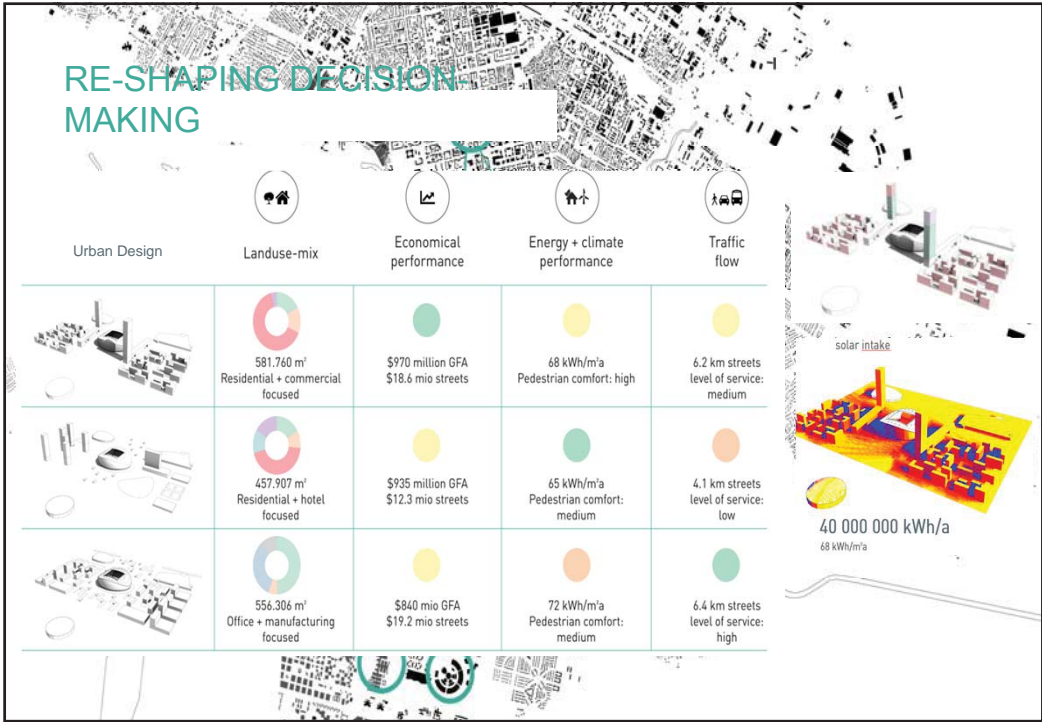 RE-SHAPING DECISION-
MAKING
Urban Design
Landuse-mix
Economical
performance
Energy + climate
performance
Traffic
flow
581.760 m²
Residential + commercial
focused
$970 million GFA
$18.6 mio streets
68 kWh/m²a
Pedestrian comfort: high
6.2 km streets
level of service:
medium
457.907 m²
Residential + hotel
focused
$935 million GFA
$12.3 mio streets
65 kWh/m²a
Pedestrian comfort:
medium
4.1 km streets
level of service:
low
556.306 m²
Office + manufacturing
focused
$840 mio GFA
$19.2 mio streets
72 kWh/m²a
Pedestrian comfort:
medium
6.4 km streets
level of service:
high
solar intake
40 000 000 kWh/a
68 kWh/m²a